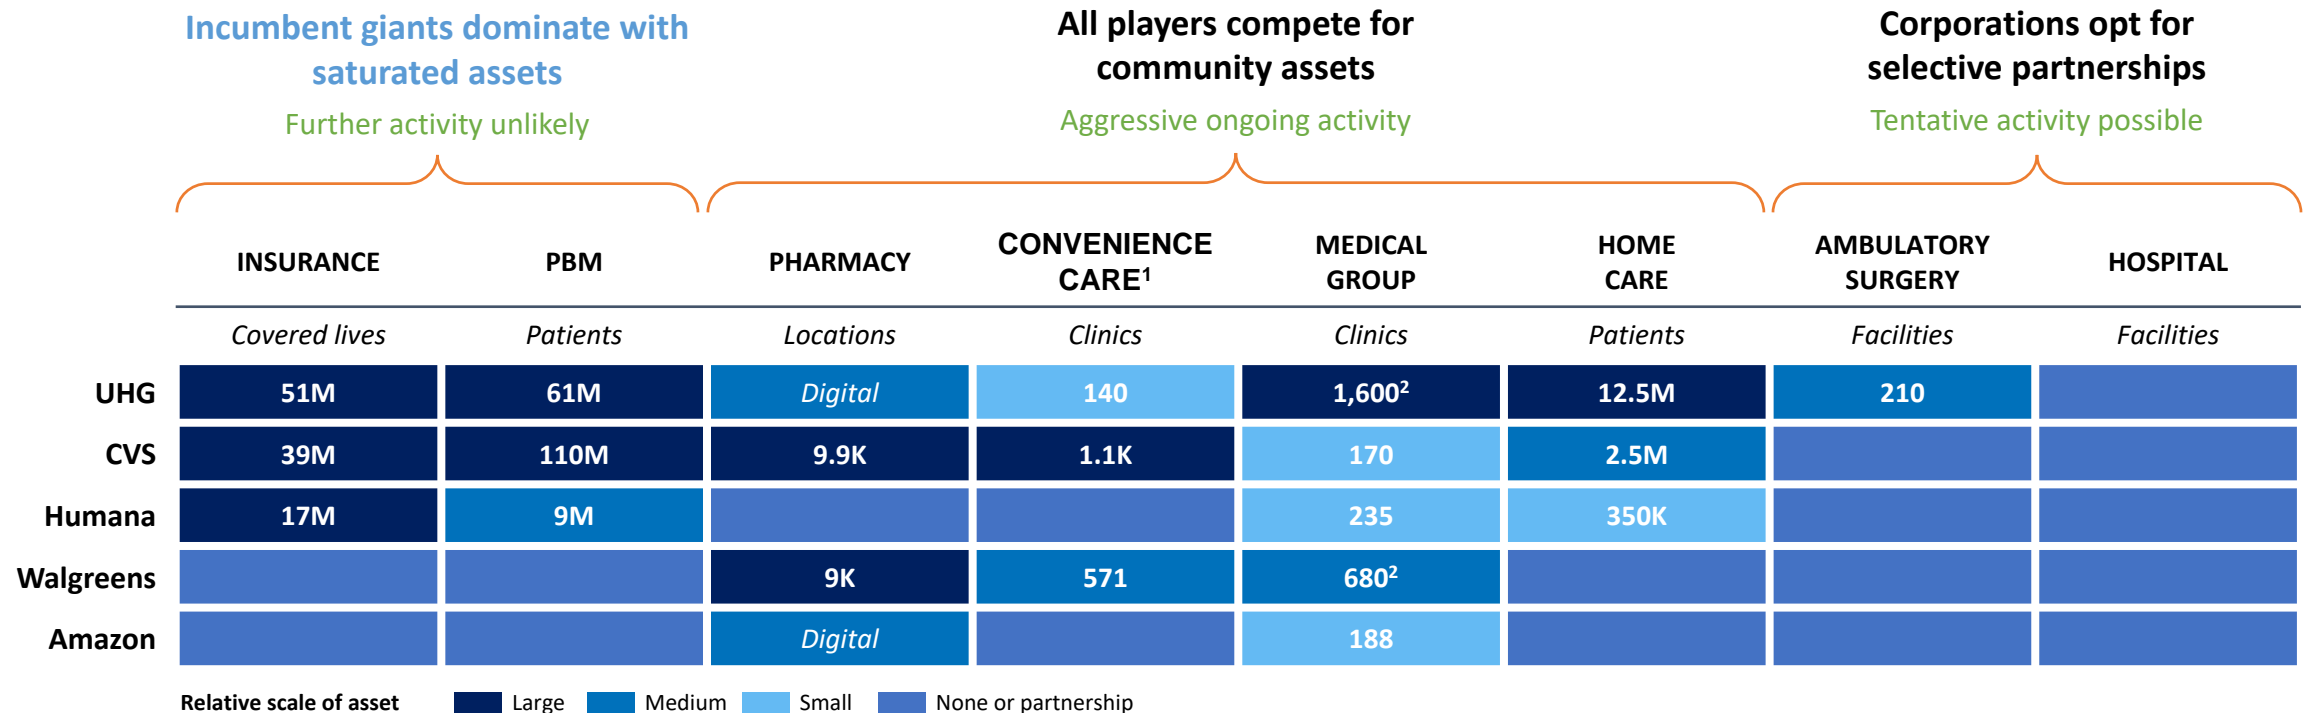 Incumbent giants dominate with
saturated assets
Further activity unlikely
All players compete for
community assets
Aggressive ongoing activity
Corporations opt for
selective partnerships
Tentative activity possible
INSURANCE
PBM
PHARMACY
CONVENIENCE
CARE¹
MEDICAL
GROUP
HOME
CARE
AMBULATORY
SURGERY
HOSPITAL
Covered lives Patients Locations Clinics Clinics Patients Facilities Facilities
UHG 51M 61M Digital 140 1,600² 12.5M 210
CVS 39M 110M 9.9K 1.1K 170 2.5M
Humana 17M 9M 235 350K
Walgreens 9K 571 680²
Amazon Digital 188
Relative scale of asset Large Medium Small None or partnership